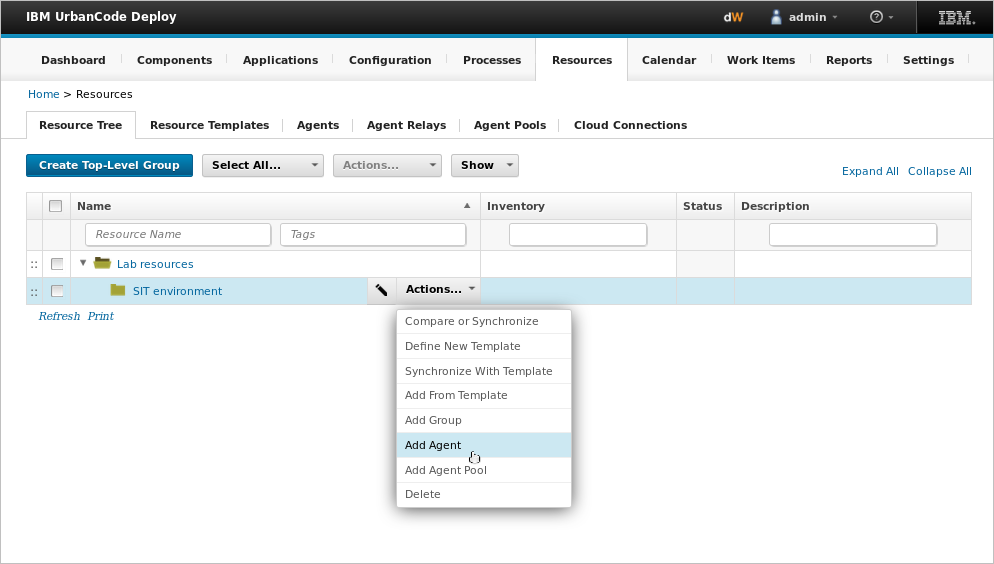 IBM UrbanCode Deploy dW admin ? IBM.
Dashboard Components Applications Configuration Processes Resources Calendar Work Items Reports Settings
Home > Resources
Resource Tree Resource Templates Agents Agent Relays Agent Pools Cloud Connections
Create Top-Level Group Select All... Actions... Show Expand All Collapse All
Name Inventory Status Description
Resource Name Tags
Lab resources
SIT environment Actions...
Refresh Print
Compare or Synchronize
Define New Template
Synchronize With Template
Add From Template
Add Group
Add Agent
Add Agent Pool
Delete